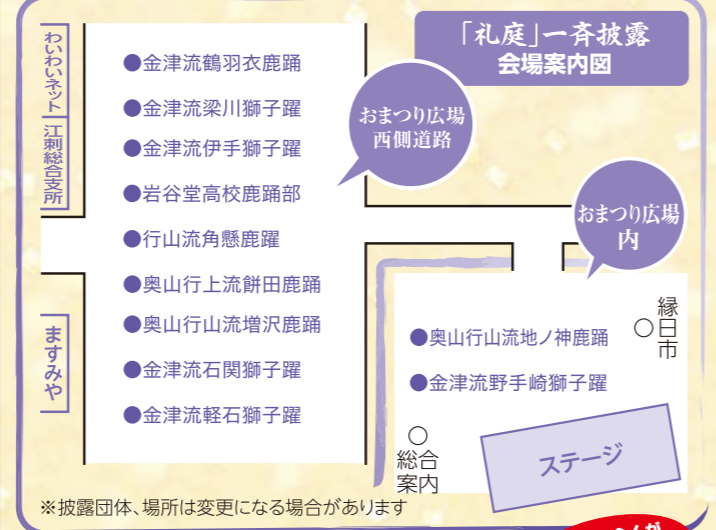 「礼庭」一斉披露
会場案内図
わいわいネット
江刺総合支所
ますみや
●金津流鶴羽衣鹿踊
●金津流梁川獅子躍
●金津流伊手獅子躍
●岩谷堂高校鹿踊部
●行山流角懸鹿躍
●奥山行上流餅田鹿踊
●奥山行山流増沢鹿踊
●金津流石関獅子躍
●金津流軽石獅子躍
おまつり広場
西側道路
おまつり広場
内
●奥山行山流地ノ神鹿踊
●金津流野手崎獅子躍
○縁日市
○
総合
案内
ステージ
※披露団体、場所は変更になる場合があります